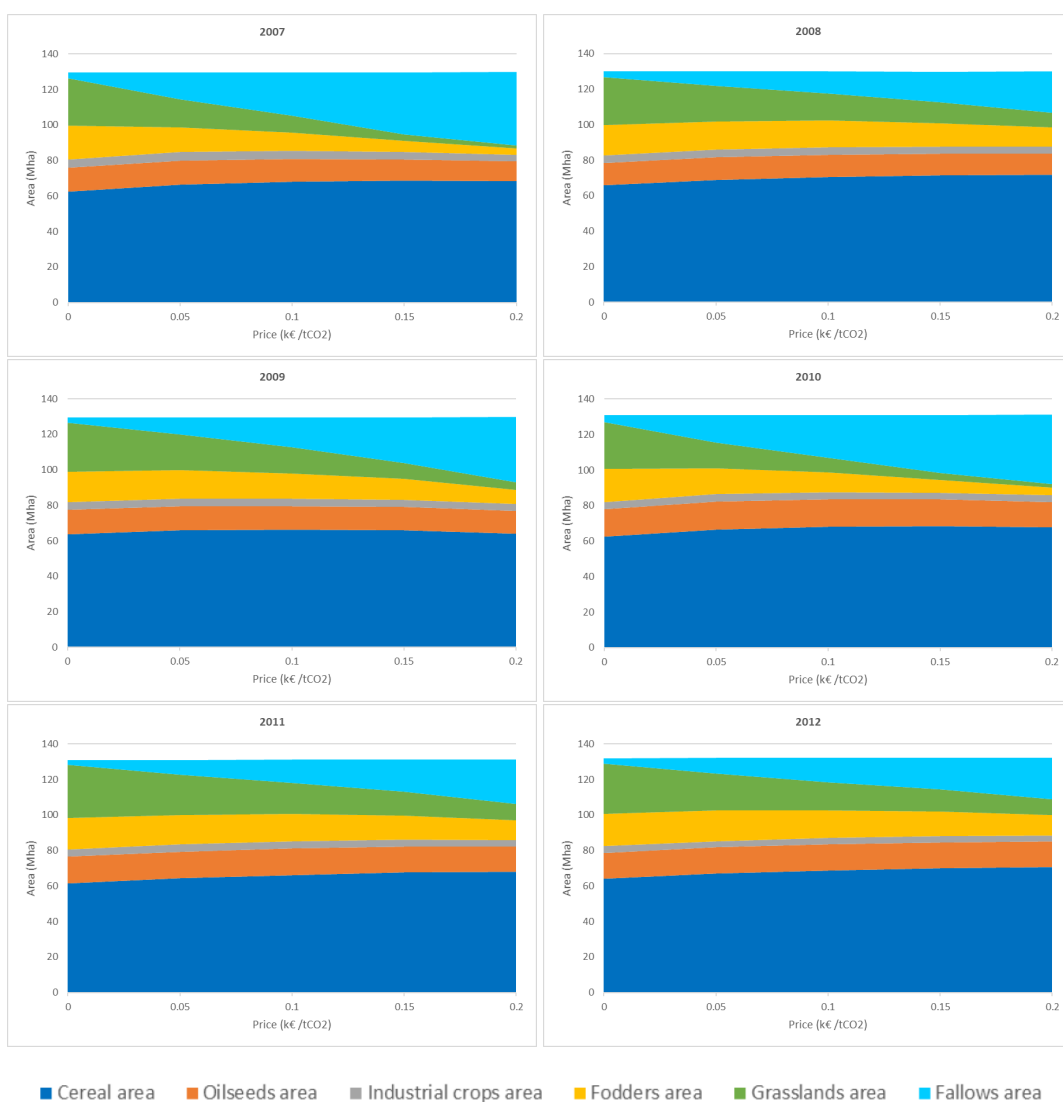 2007
140
120
100
80
60
40
20
0
Area (Mha)
0 0.05 0.1 0.15 0.2
Price (k€ /tCO2)
2008
140
120
100
80
60
40
20
0
Area (Mha)
0 0.05 0.1 0.15 0.2
Price (k€ /tCO2)
2009
140
120
100
80
60
40
20
0
Area (Mha)
0 0.05 0.1 0.15 0.2
Price (k€ /tCO2)
2010
140
120
100
80
60
40
20
0
Area (Mha)
0 0.05 0.1 0.15 0.2
Price (k€ /tCO2)
2011
140
120
100
80
60
40
20
0
Area (Mha)
0 0.05 0.1 0.15 0.2
Price (k€ /tCO2)
2012
140
120
100
80
60
40
20
0
Area (Mha)
0 0.05 0.1 0.15 0.2
Price (k€ /tCO2)
Cereal area Oilseeds area Industrial crops area Fodders area Grasslands area Fallows area